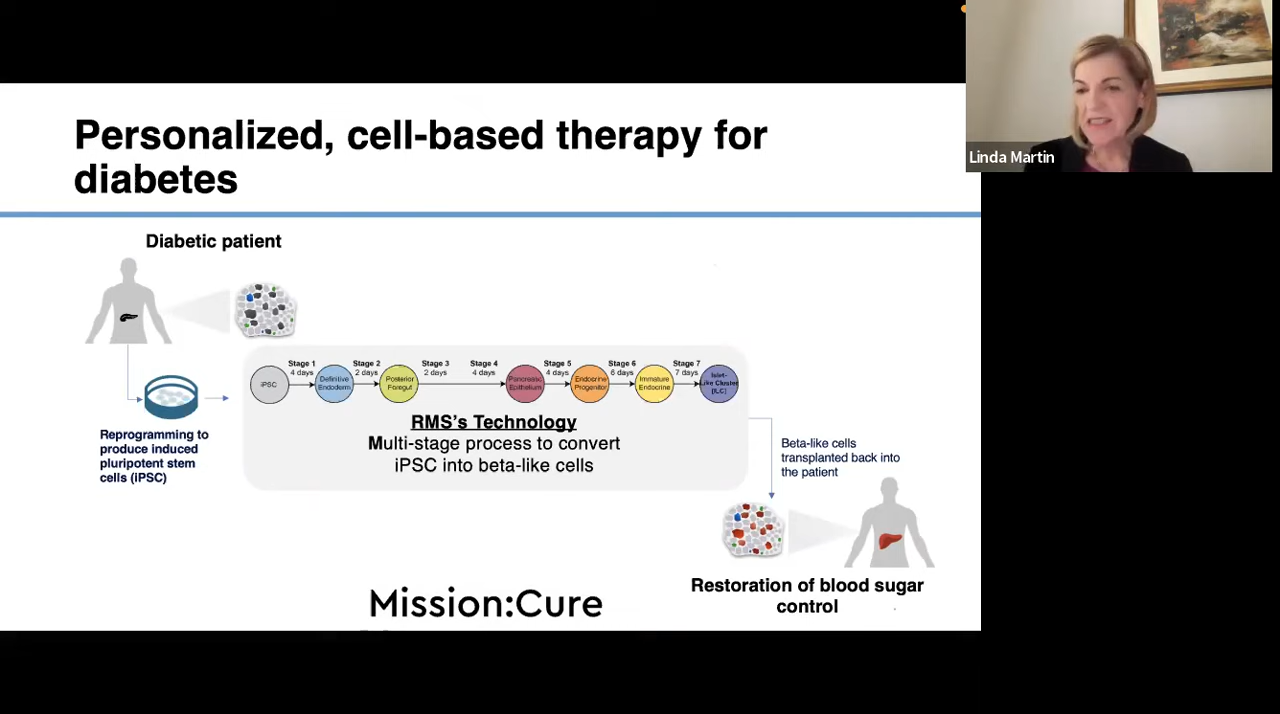 Personalized, cell-based therapy for
diabetes
Linda Martin
Diabetic patient
Stage 1
4 days
Stage 2
2 days
Stage 3
2 days
Stage 4
4 days
Stage 5
4 days
Stage 6
6 days
Stage 7
7 days
iPSC
Definitive
Endoderm
Posterior
Foregut
Pancreatic
Epithelium
Endocrine
Progenitor
Immature
Endocrine
Islet-
Like Cluster
(ILC)
RMS's Technology
Multi-stage process to convert
iPSC into beta-like cells
Reprogramming to
produce induced
pluripotent stem
cells (iPSC)
Beta-like cells
transplanted back into
the patient
Restoration of blood sugar
control
Mission:Cure